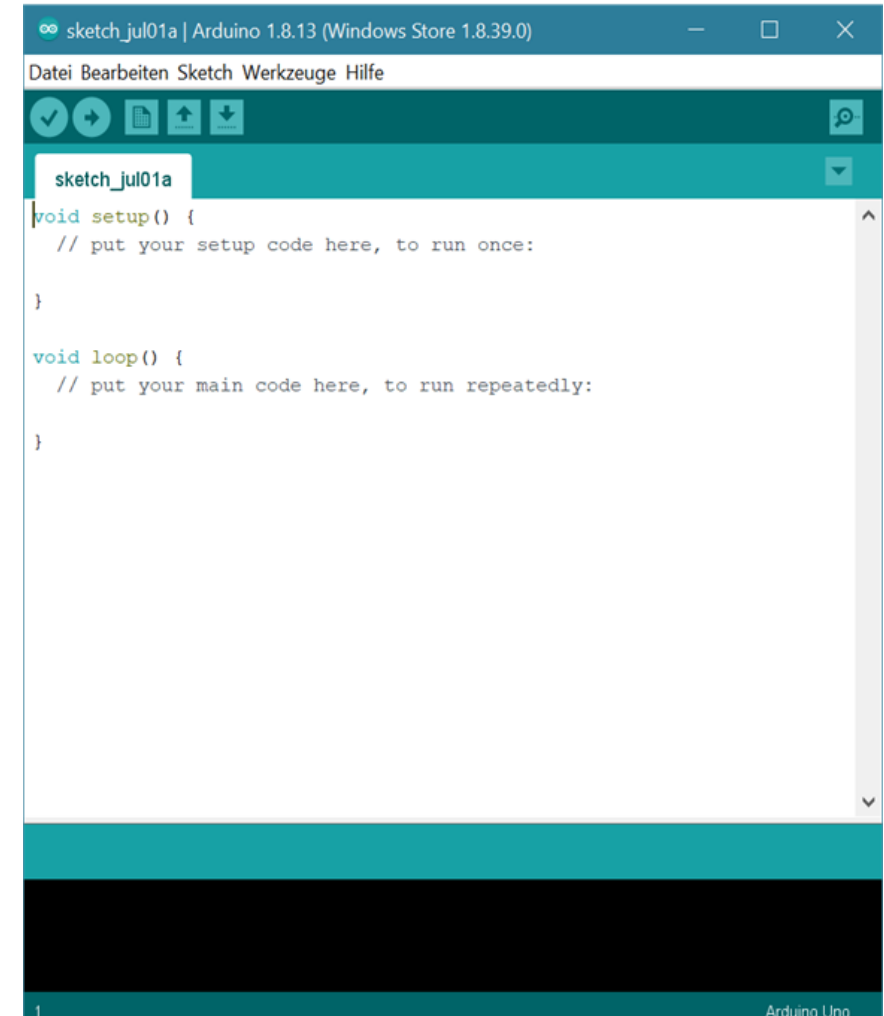 sketch_jul01a | Arduino 1.8.13 (Windows Store 1.8.39.0)
Datei Bearbeiten Sketch Werkzeuge Hilfe
sketch_jul01a
void setup() {
  // put your setup code here, to run once:
}
void loop() {
  // put your main code here, to run repeatedly:
}
1 Arduino Uno